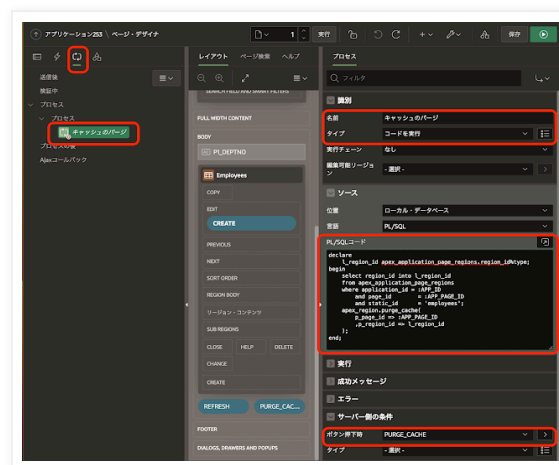 アプリケーション253 \ ページ・デザイナ
1
実行
保存
レイアウト
ページ検索
ヘルプ
プロセス
送信後
検証中
プロセス
プロセス
キャッシュのパージ
プロセスの後
Ajaxコールバック
SEARCH FIELD AND SMART FILTERS
FULL WIDTH CONTENT
BODY
P1_DEPTNO
Employees
COPY
EDIT
CREATE
PREVIOUS
NEXT
SORT ORDER
REGION BODY
リージョン・コンテンツ
SUB REGIONS
CLOSE
HELP
DELETE
CHANGE
CREATE
REFRESH
PURGE_CAC...
FOOTER
DIALOGS, DRAWERS AND POPUPS
フィルタ
識別
名前
キャッシュのパージ
タイプ
コードを実行
実行チェーン
なし
編集可能リージョン
- 選択 -
ソース
位置
ローカル・データベース
言語
PL/SQL
PL/SQLコード
declare
l_region_id apex_application_page_regions.region_id%type;
begin
select region_id into l_region_id
from apex_application_page_regions
where application_id = :APP_ID
and page_id = :APP_PAGE_ID
and static_id = 'employees';
apex_region.purge_cache(
p_page_id => :APP_PAGE_ID
,p_region_id => l_region_id
);
end;
実行
成功メッセージ
エラー
サーバー側の条件
ボタン押下時
PURGE_CACHE
タイプ
- 選択 -